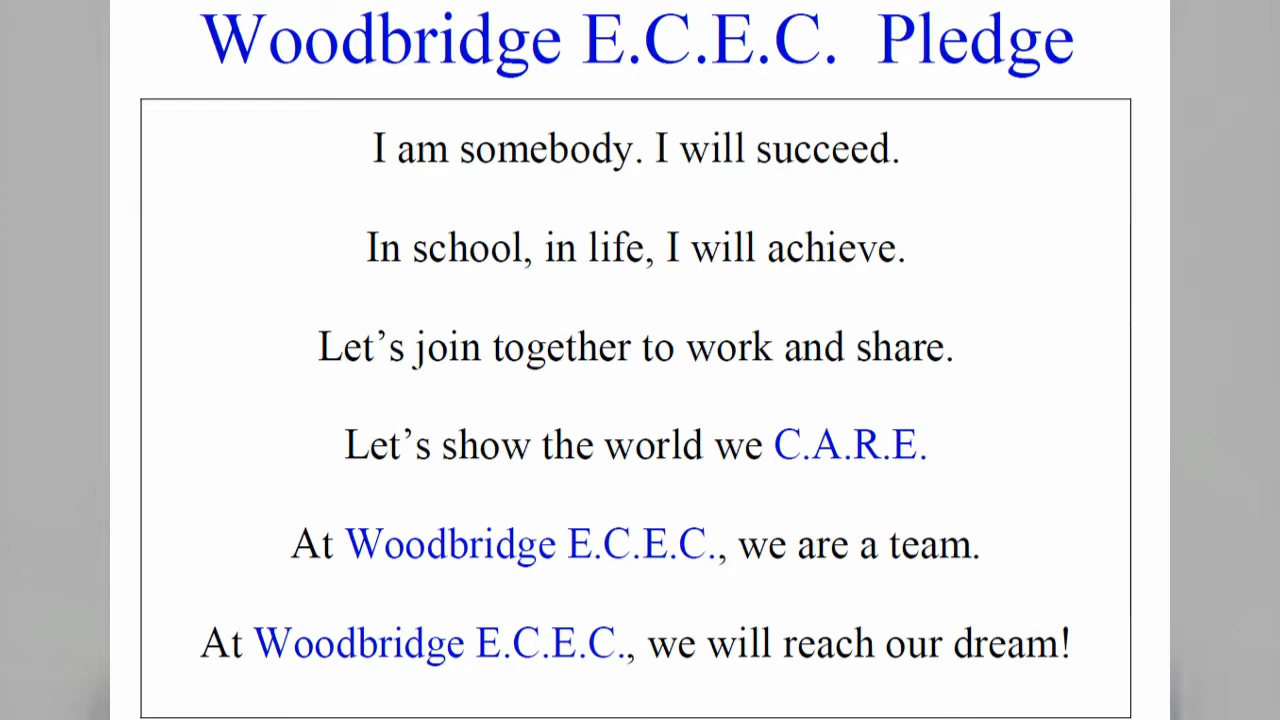 Woodbridge E.C.E.C. Pledge
I am somebody. I will succeed.
In school, in life, I will achieve.
Let’s join together to work and share.
Let’s show the world we C.A.R.E.
At Woodbridge E.C.E.C., we are a team.
At Woodbridge E.C.E.C., we will reach our dream!